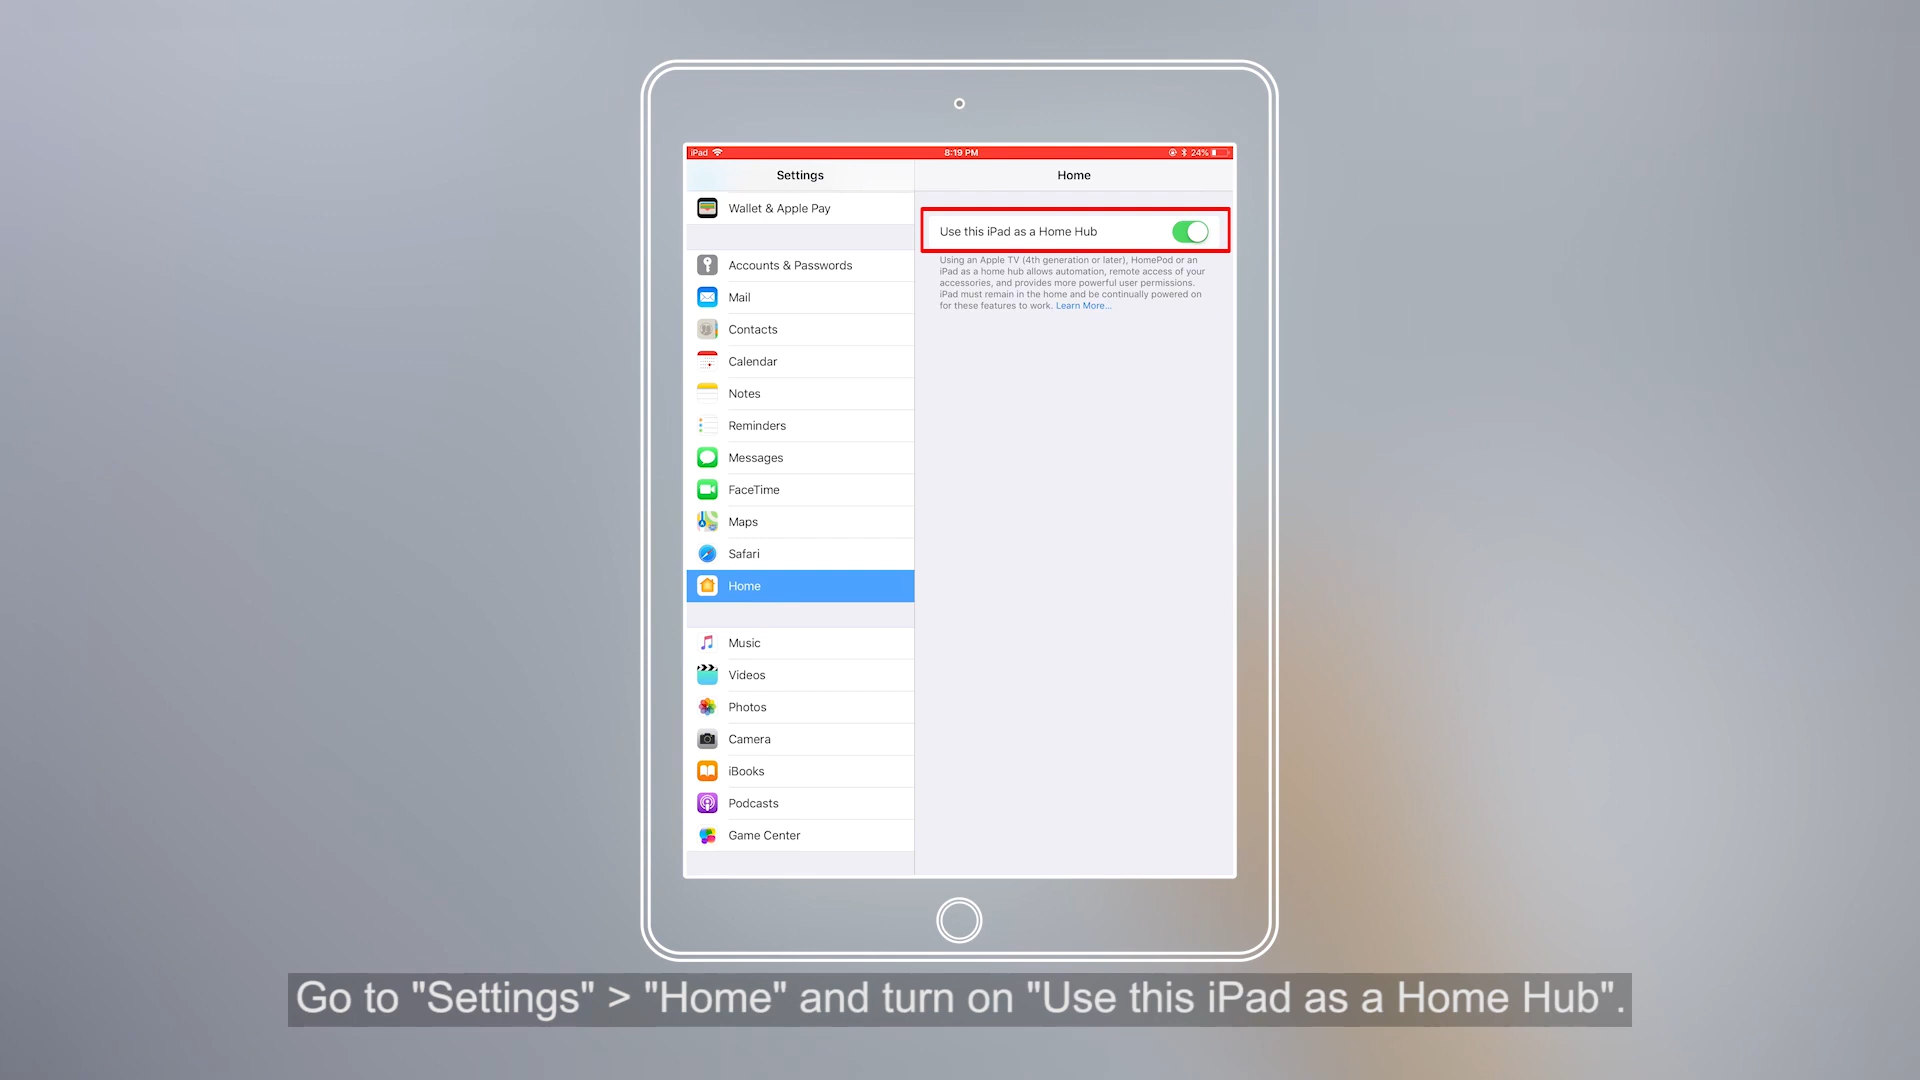 iPad
8:19 PM
24%
Settings
Home
Wallet & Apple Pay
Accounts & Passwords
Mail
Contacts
Calendar
Notes
Reminders
Messages
FaceTime
Maps
Safari
Home
Music
Videos
Photos
Camera
iBooks
Podcasts
Game Center
Use this iPad as a Home Hub
Using an Apple TV (4th generation or later), HomePod or an
iPad as a home hub allows automation, remote access of your
accessories, and provides more powerful user permissions.
iPad must remain in the home and be continually powered on
for these features to work. Learn More...
Go to "Settings" > "Home" and turn on "Use this iPad as a Home Hub".